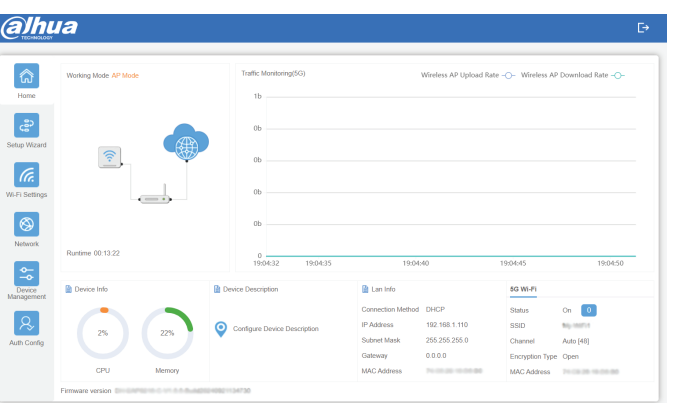 alhua
TECHNOLOGY
Home
Setup Wizard
Wi-Fi Settings
Network
Device
Management
Auth Config
Working Mode AP Mode
Runtime 00:13:22
Traffic Monitoring(5G)
Wireless AP Upload Rate
Wireless AP Download Rate
1b
0b
0b
0b
0b
0
19:04:32 19:04:35 19:04:40 19:04:45 19:04:50
Device Info
2%
CPU
22%
Memory
Device Description
Configure Device Description
Lan Info
Connection Method DHCP
IP Address 192.168.1.110
Subnet Mask 255.255.255.0
Gateway 0.0.0.0
MAC Address
5G Wi-Fi
Status On 0
SSID
Channel Auto [48]
Encryption Type Open
MAC Address
Firmware version